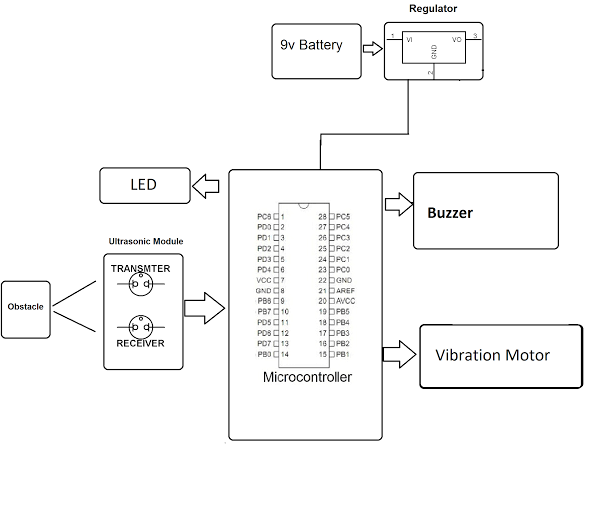 Regulator
9v Battery
1 VI VO 3
GND
2
LED
Buzzer
Ultrasonic Module
TRANSMTER
RECEIVER
Obstacle
PC6 1 28 PC5
PD0 2 27 PC4
PD1 3 26 PC3
PD2 4 25 PC2
PD3 5 24 PC1
PD4 6 23 PC0
VCC 7 22 GND
GND 8 21 AREF
PB6 9 20 AVCC
PB7 10 19 PB5
PD5 11 18 PB4
PD6 12 17 PB3
PD7 13 16 PB2
PB0 14 15 PB1
Microcontroller
Vibration Motor